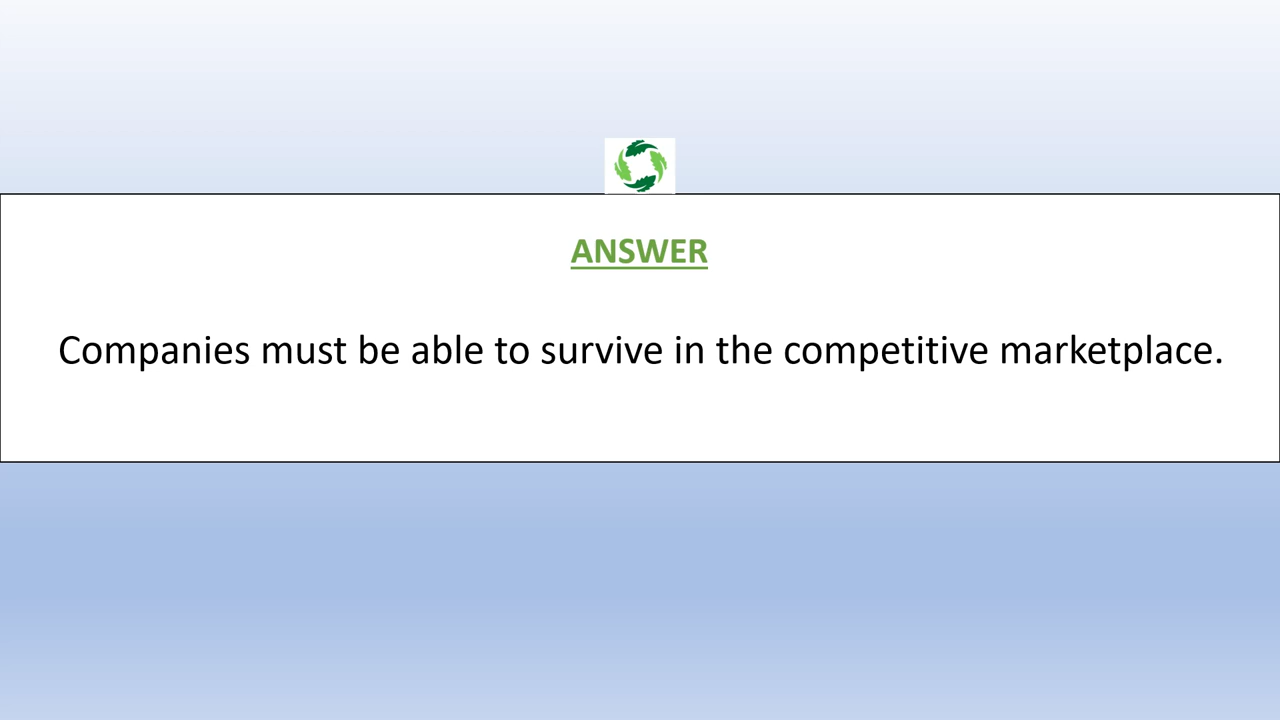 ANSWER
Companies must be able to survive in the competitive marketplace.